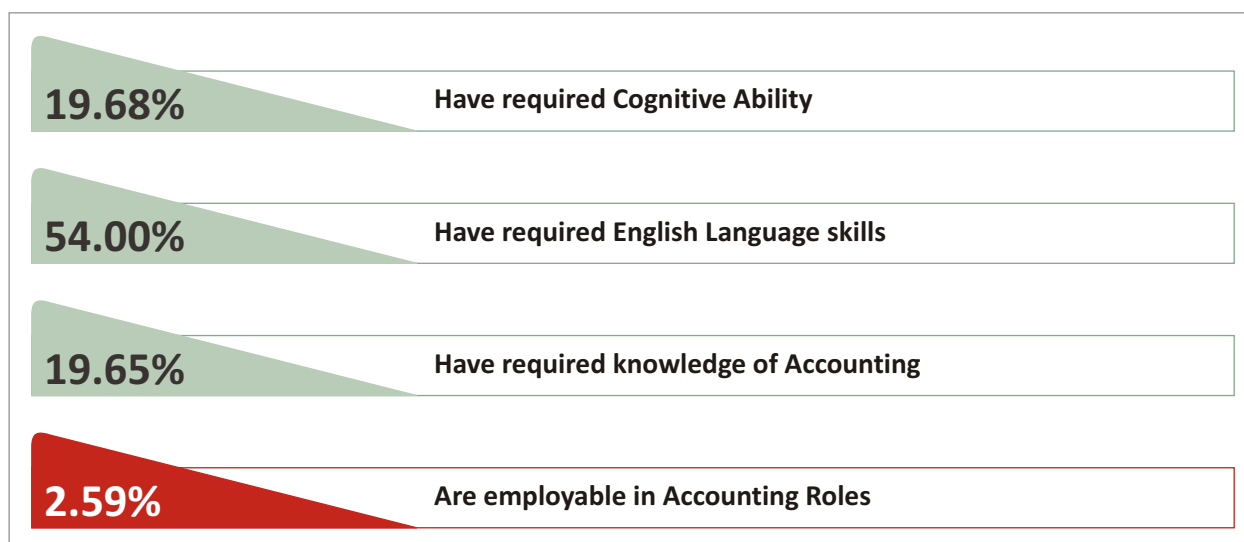 19.68% Have required Cognitive Ability
54.00% Have required English Language skills
19.65% Have required knowledge of Accounting
2.59% Are employable in Accounting Roles